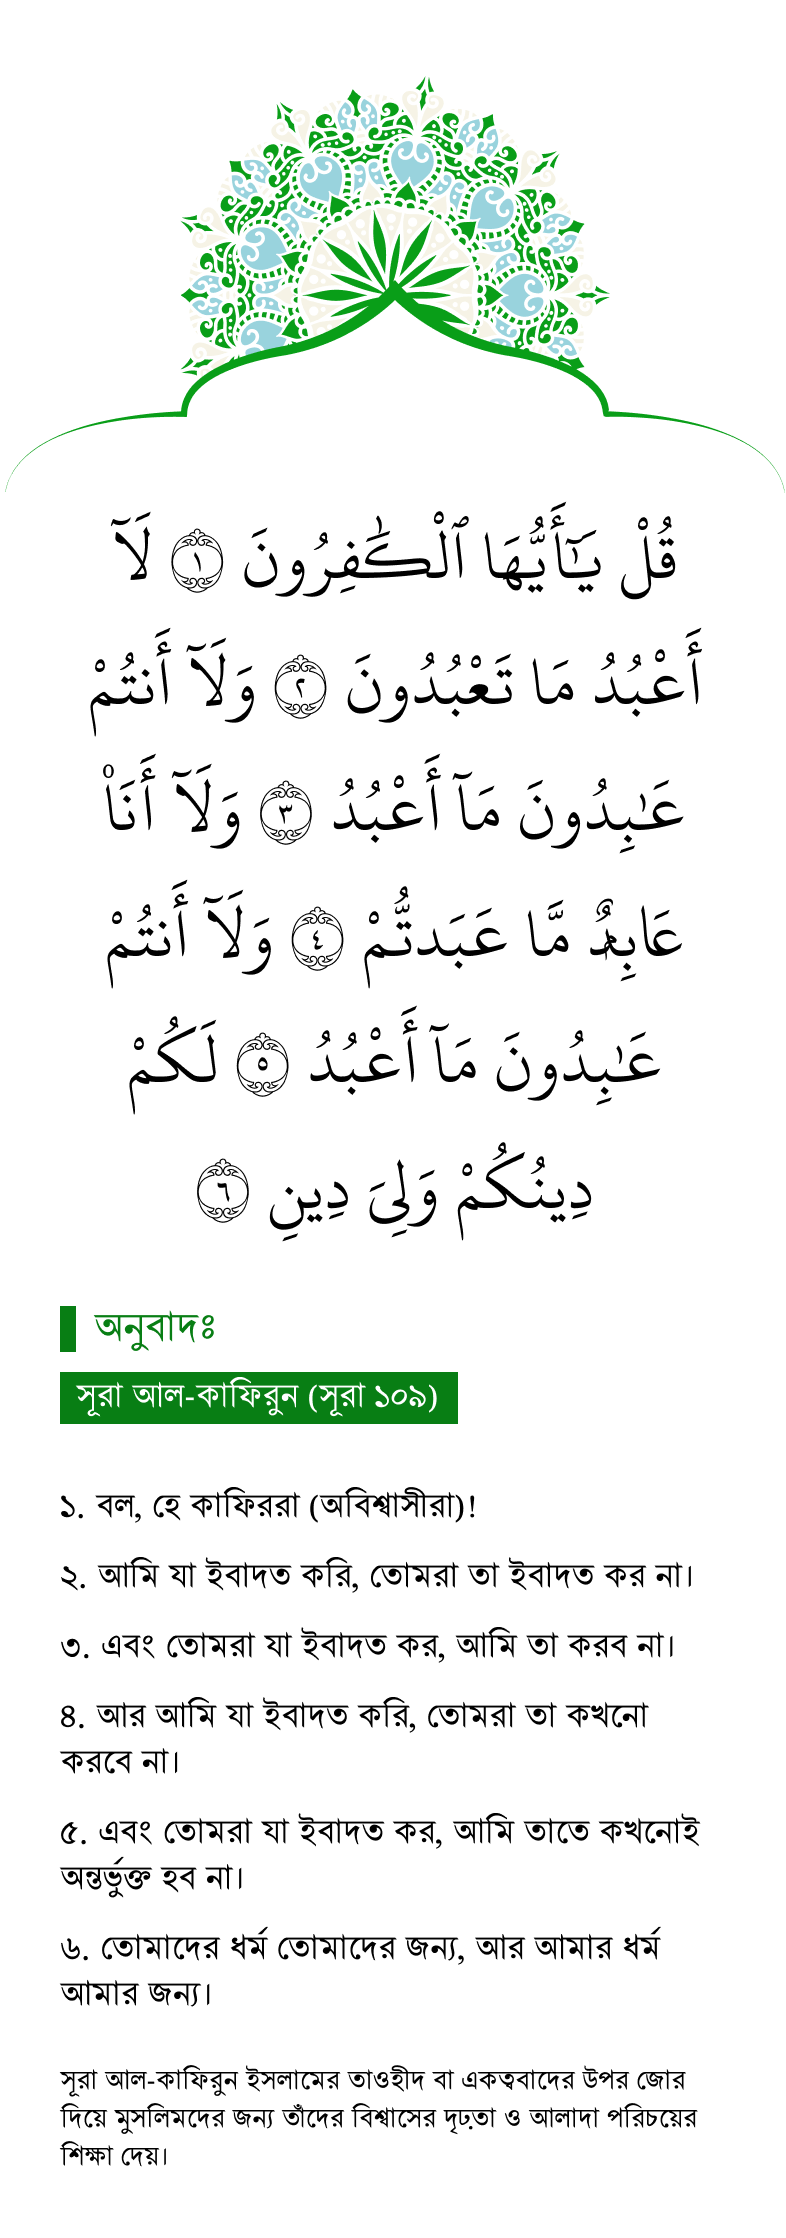 قُلْ يَـٰٓأَيُّهَا ٱلْكَـٰفِرُونَ ١ لَآ
أَعْبُدُ مَا تَعْبُدُونَ ٢ وَلَآ أَنتُمْ
عَـٰبِدُونَ مَآ أَعْبُدُ ٣ وَلَآ أَنَا۠
عَابِدٌۭ مَّا عَبَدتُّمْ ٤ وَلَآ أَنتُمْ
عَـٰبِدُونَ مَآ أَعْبُدُ ٥ لَكُمْ
دِينُكُمْ وَلِىَ دِينِ ٦
অনুবাদঃ
সূরা আল-কাফিরুন (সূরা ১০৯)
১. বল, হে কাফিররা (অবিশ্বাসীরা)!
২. আমি যা ইবাদত করি, তোমরা তা ইবাদত কর না।
৩. এবং তোমরা যা ইবাদত কর, আমি তা করব না।
৪. আর আমি যা ইবাদত করি, তোমরা তা কখনো
করবে না।
৫. এবং তোমরা যা ইবাদত কর, আমি তাতে কখনোই
অন্তর্ভুক্ত হব না।
৬. তোমাদের ধর্ম তোমাদের জন্য, আর আমার ধর্ম
আমার জন্য।
সূরা আল-কাফিরুন ইসলামের তাওহীদ বা একত্ববাদের উপর জোর
দিয়ে মুসলিমদের জন্য তাঁদের বিশ্বাসের দৃঢ়তা ও আলাদা পরিচয়ের
শিক্ষা দেয়।